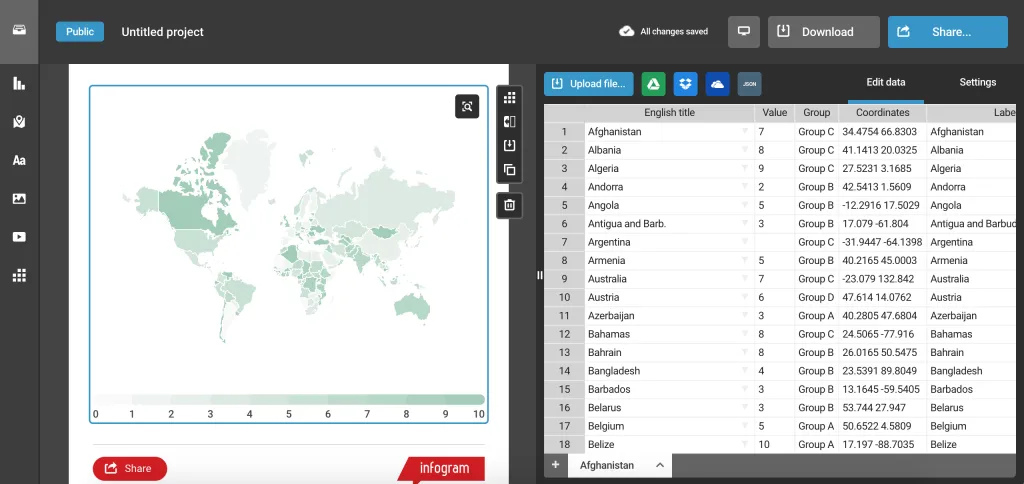 Public Untitled project All changes saved Download Share...
Upload file... JSON Edit data Settings
English title Value Group Coordinates Labe
1 Afghanistan 7 Group C 34.4754 66.8303 Afghanistan
2 Albania 8 Group C 41.1413 20.0325 Albania
3 Algeria 9 Group C 27.5231 3.1685 Algeria
4 Andorra 2 Group B 42.5413 1.5609 Andorra
5 Angola 5 Group B -12.2916 17.5029 Angola
6 Antigua and Barb. 3 Group B 17.079 -61.804 Antigua and Barbud
7 Argentina Group C -31.9447 -64.1398 Argentina
8 Armenia 5 Group B 40.2165 45.0003 Armenia
9 Australia 7 Group C -23.079 132.842 Australia
10 Austria 6 Group D 47.614 14.0762 Austria
11 Azerbaijan 3 Group A 40.2805 47.6804 Azerbaijan
12 Bahamas 8 Group C 24.5065 -77.916 Bahamas
13 Bahrain 8 Group B 26.0165 50.5475 Bahrain
14 Bangladesh 4 Group B 23.5391 89.8049 Bangladesh
15 Barbados 3 Group B 13.1645 -59.5405 Barbados
16 Belarus 3 Group B 53.744 27.947 Belarus
17 Belgium 5 Group A 50.6522 4.5809 Belgium
18 Belize 10 Group A 17.197 -88.7035 Belize
+ Afghanistan
Aa
0 1 2 3 4 5 6 7 8 9 10
Share infogram